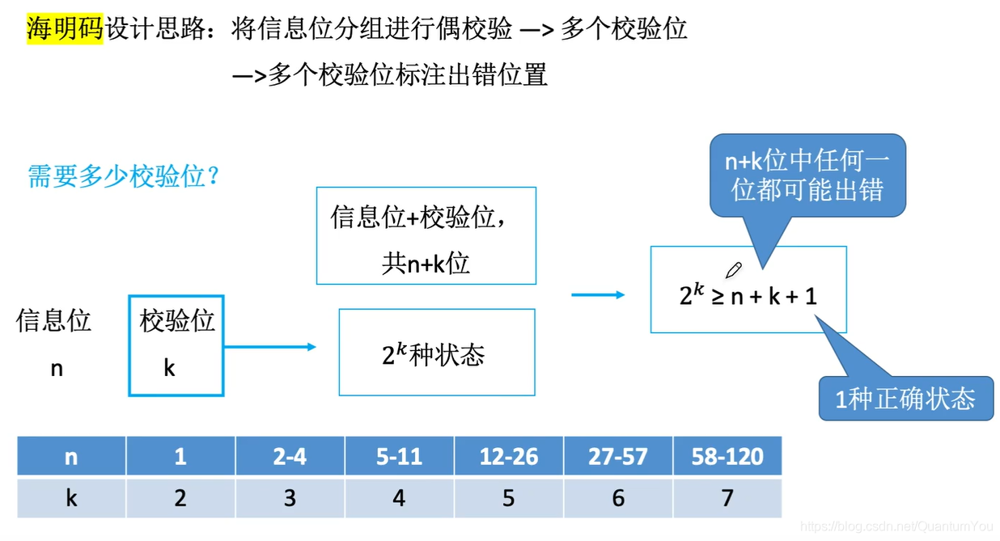 海明码设计思路：将信息位分组进行偶校验 —> 多个校验位
—>多个校验位标注出错位置
需要多少校验位？
信息位
n
校验位
k
信息位+校验位，
共n+k位
2^k种状态
n+k位中任何一
位都可能出错
2^k ≥ n + k + 1
1种正确状态
n 1 2-4 5-11 12-26 27-57 58-120
k 2 3 4 5 6 7
https://blog.csdn.net/QuantumYou